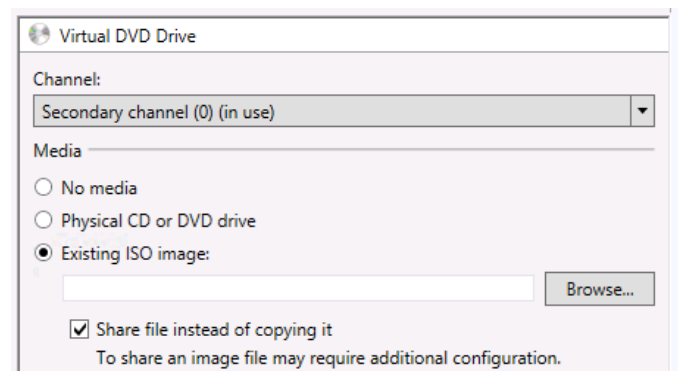 Virtual DVD Drive
Channel:
Secondary channel (0) (in use)
Media
No media
Physical CD or DVD drive
Existing ISO image:
Browse...
Share file instead of copying it
To share an image file may require additional configuration.